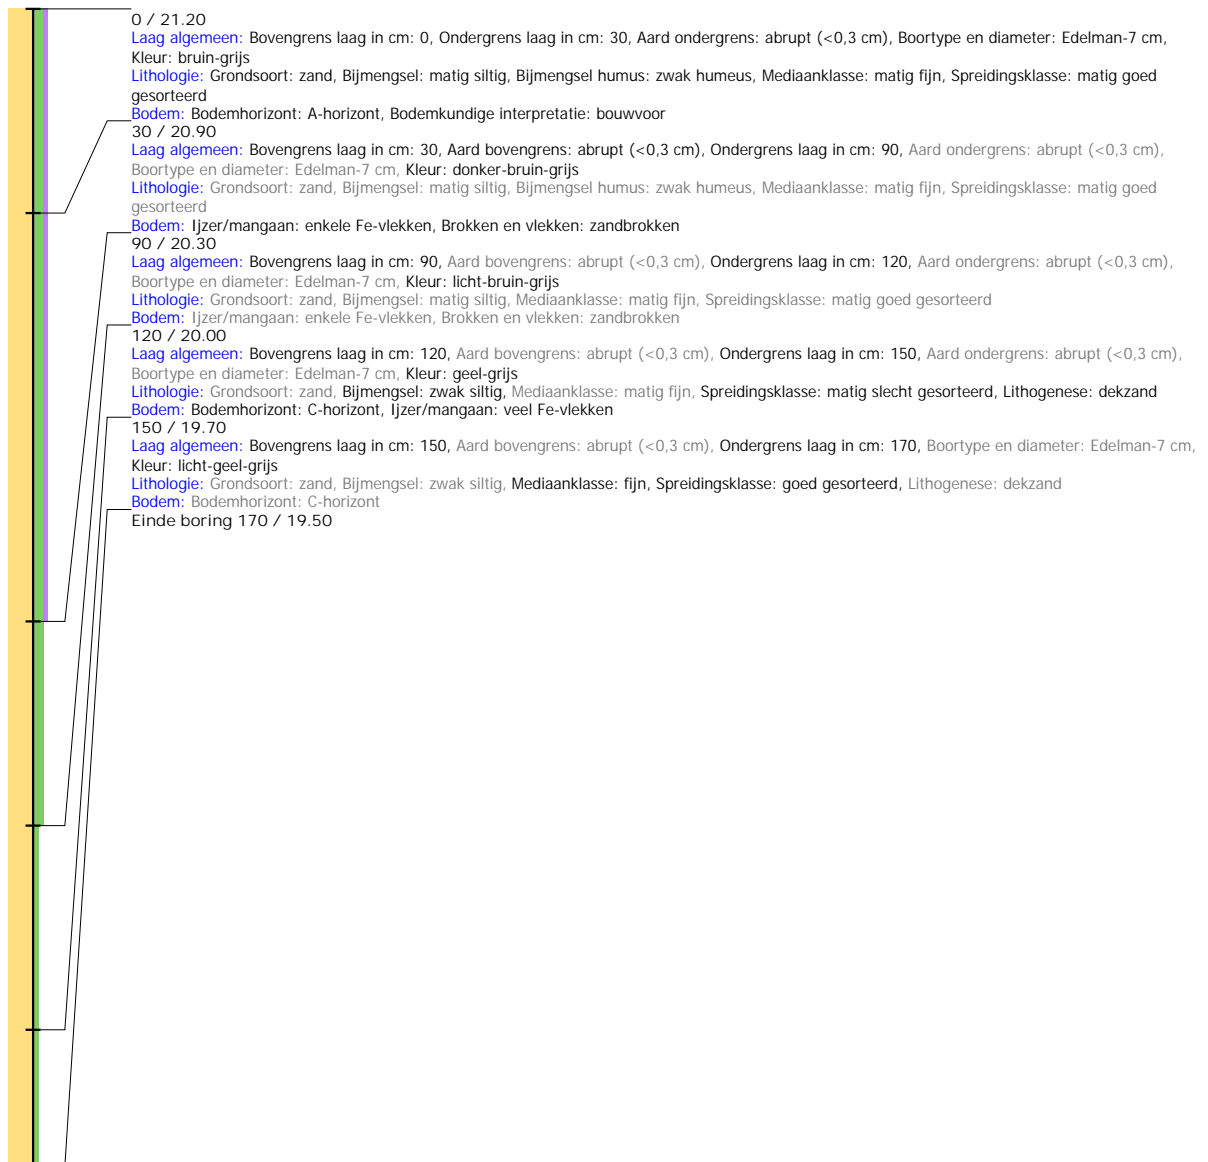 0 / 21.20
Laag algemeen: Bovengrens laag in cm: 0, Ondergrens laag in cm: 30, Aard ondergrens: abrupt (<0,3 cm), Boortype en diameter: Edelman-7 cm,
Kleur: bruin-grijs
Lithologie: Grondsoort: zand, Bijmengsel: matig siltig, Bijmengsel humus: zwak humeus, Mediaanklasse: matig fijn, Spreidingsklasse: matig goed
gesorteerd
Bodem: Bodemhorizont: A-horizont, Bodemkundige interpretatie: bouwvoor
30 / 20.90
Laag algemeen: Bovengrens laag in cm: 30, Aard bovengrens: abrupt (<0,3 cm), Ondergrens laag in cm: 90, Aard ondergrens: abrupt (<0,3 cm),
Boortype en diameter: Edelman-7 cm, Kleur: donker-bruin-grijs
Lithologie: Grondsoort: zand, Bijmengsel: matig siltig, Bijmengsel humus: zwak humeus, Mediaanklasse: matig fijn, Spreidingsklasse: matig goed
gesorteerd
Bodem: Ijzer/mangaan: enkele Fe-vlekken, Brokken en vlekken: zandbrokken
90 / 20.30
Laag algemeen: Bovengrens laag in cm: 90, Aard bovengrens: abrupt (<0,3 cm), Ondergrens laag in cm: 120, Aard ondergrens: abrupt (<0,3 cm),
Boortype en diameter: Edelman-7 cm, Kleur: licht-bruin-grijs
Lithologie: Grondsoort: zand, Bijmengsel: matig siltig, Mediaanklasse: matig fijn, Spreidingsklasse: matig goed gesorteerd
Bodem: Ijzer/mangaan: enkele Fe-vlekken, Brokken en vlekken: zandbrokken
120 / 20.00
Laag algemeen: Bovengrens laag in cm: 120, Aard bovengrens: abrupt (<0,3 cm), Ondergrens laag in cm: 150, Aard ondergrens: abrupt (<0,3 cm),
Boortype en diameter: Edelman-7 cm, Kleur: geel-grijs
Lithologie: Grondsoort: zand, Bijmengsel: zwak siltig, Mediaanklasse: matig fijn, Spreidingsklasse: matig slecht gesorteerd, Lithogenese: dekzand
Bodem: Bodemhorizont: C-horizont, Ijzer/mangaan: veel Fe-vlekken
150 / 19.70
Laag algemeen: Bovengrens laag in cm: 150, Aard bovengrens: abrupt (<0,3 cm), Ondergrens laag in cm: 170, Boortype en diameter: Edelman-7 cm,
Kleur: licht-geel-grijs
Lithologie: Grondsoort: zand, Bijmengsel: zwak siltig, Mediaanklasse: fijn, Spreidingsklasse: goed gesorteerd, Lithogenese: dekzand
Bodem: Bodemhorizont: C-horizont
Einde boring 170 / 19.50